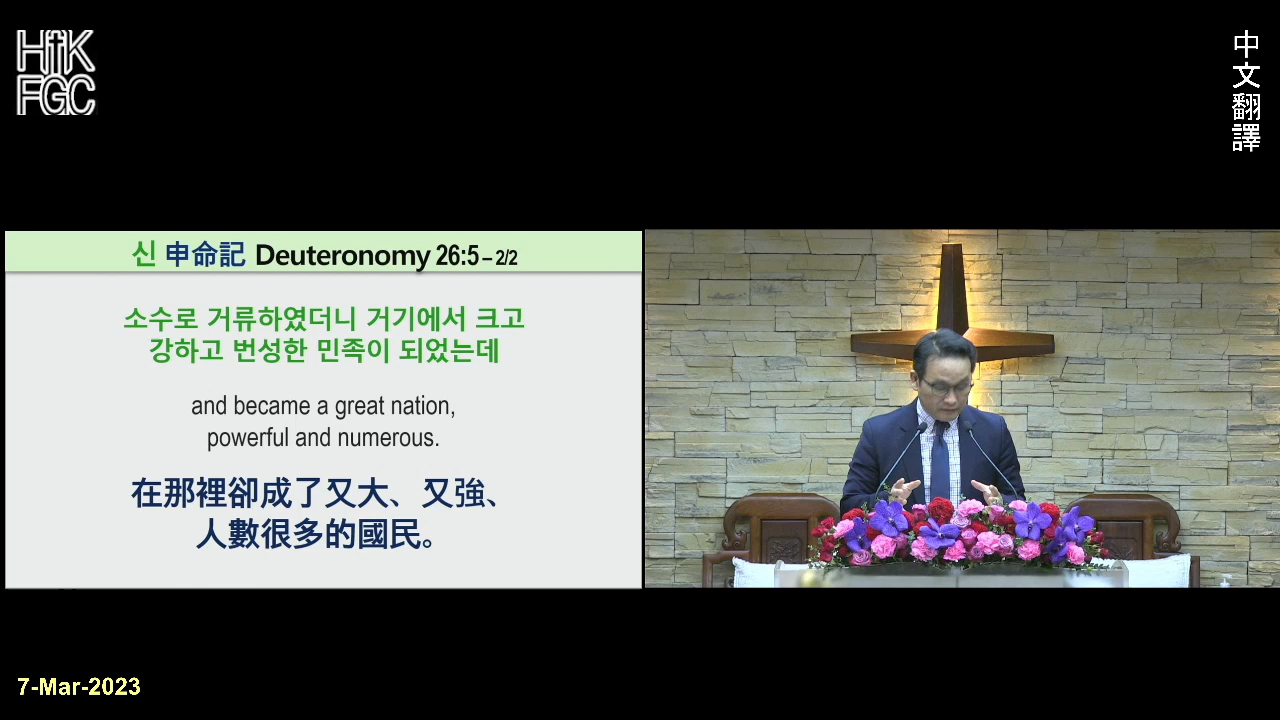 HfK
FGC
中文翻譯
신 申命記 Deuteronomy 26:5 – 2/2
소수로 거류하였더니 거기에서 크고
강하고 번성한 민족이 되었는데
and became a great nation,
powerful and numerous.
在那裡卻成了又大、又強、
人數很多的國民。
7-Mar-2023